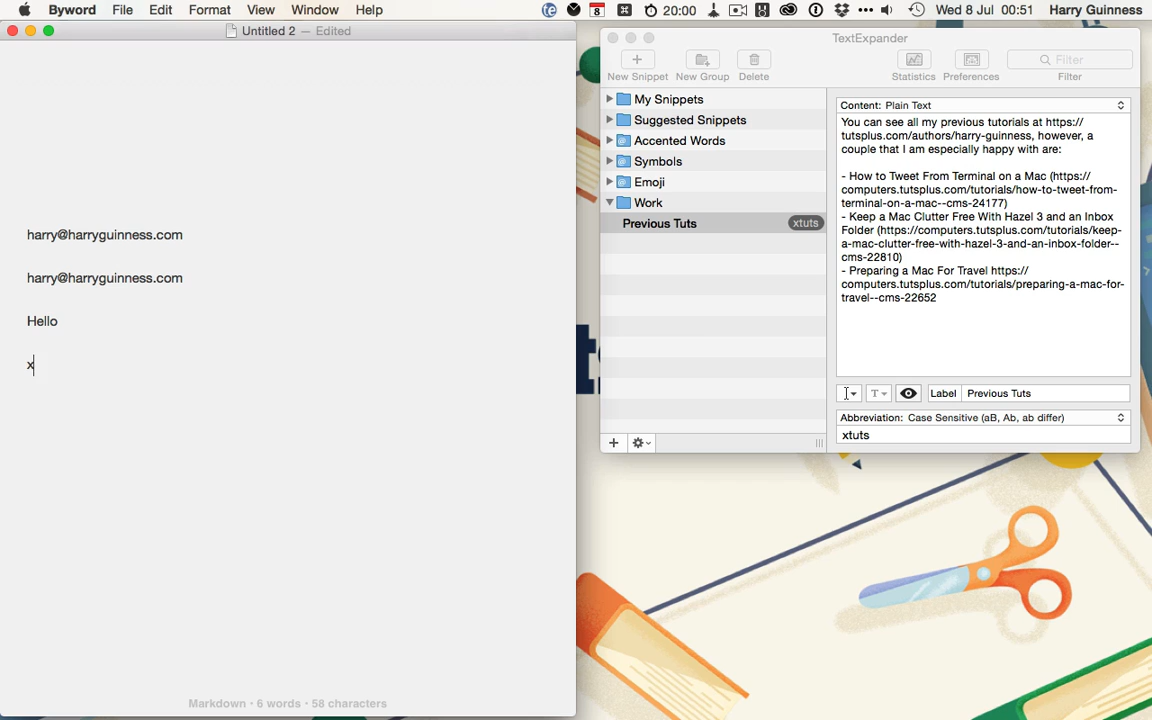 Byword File Edit Format View Window Help 8 20:00 Wed 8 Jul 00:51 Harry Guinness
Untitled 2 — Edited
harry@harryguinness.com
harry@harryguinness.com
Hello
x
Markdown • 6 words • 58 characters
TextExpander
New Snippet New Group Delete Statistics Preferences Filter
Filter
My Snippets
Suggested Snippets
Accented Words
Symbols
Emoji
Work
Previous Tuts xtuts
Content: Plain Text
You can see all my previous tutorials at https://
tutsplus.com/authors/harry-guinness, however, a
couple that I am especially happy with are:
- How to Tweet From Terminal on a Mac (https://
computers.tutsplus.com/tutorials/how-to-tweet-from-
terminal-on-a-mac--cms-24177)
- Keep a Mac Clutter Free With Hazel 3 and an Inbox
Folder (https://computers.tutsplus.com/tutorials/keep-
a-mac-clutter-free-with-hazel-3-and-an-inbox-folder--
cms-22810)
- Preparing a Mac For Travel https://
computers.tutsplus.com/tutorials/preparing-a-mac-for-
travel--cms-22652
Label Previous Tuts
Abbreviation: Case Sensitive (aB, Ab, ab differ)
xtuts